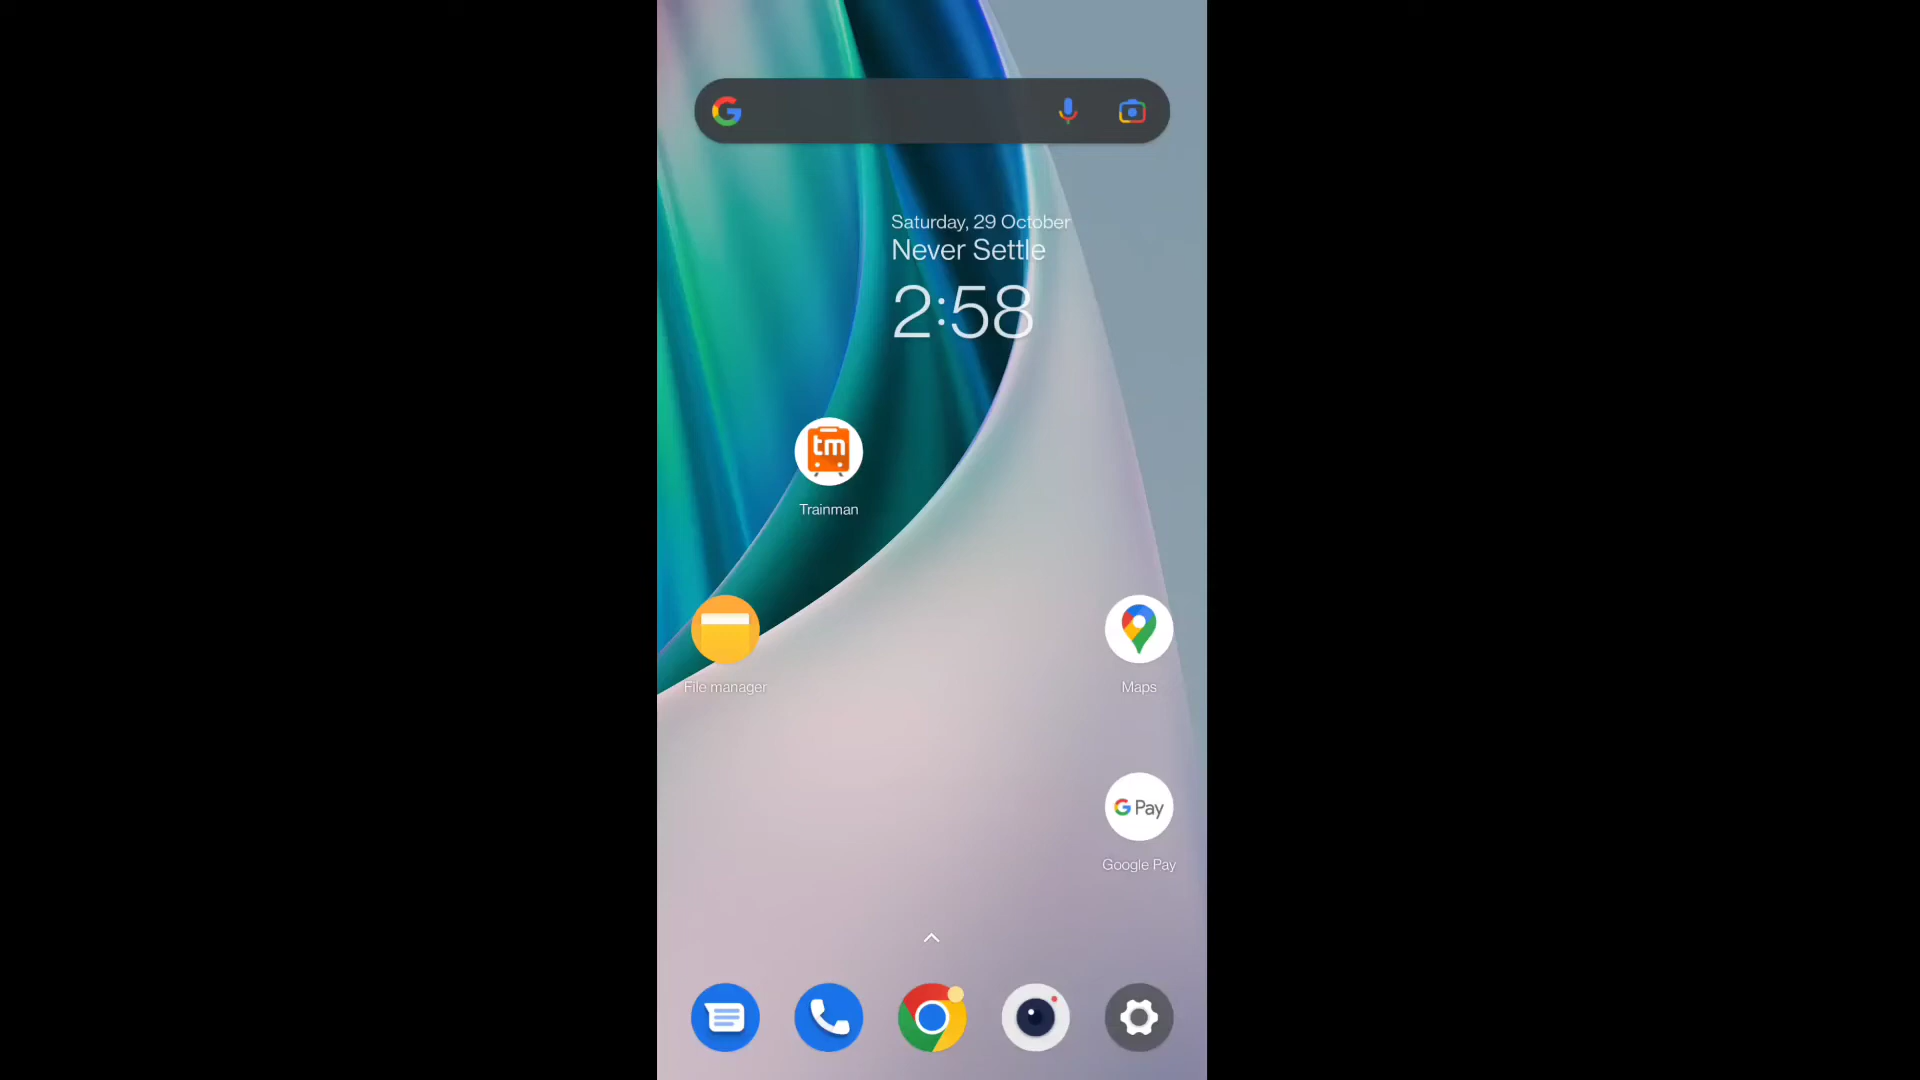 Saturday, 29 October
Never Settle
2:58
tm
Trainman
File manager
Maps
G Pay
Google Pay